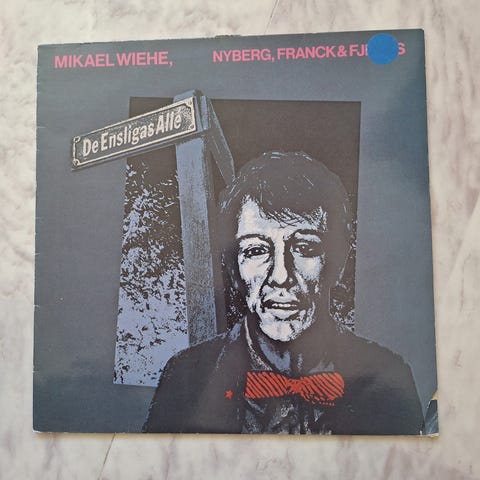 MIKAEL WIEHE, NYBERG, FRANCK &
De Ensligas Allé